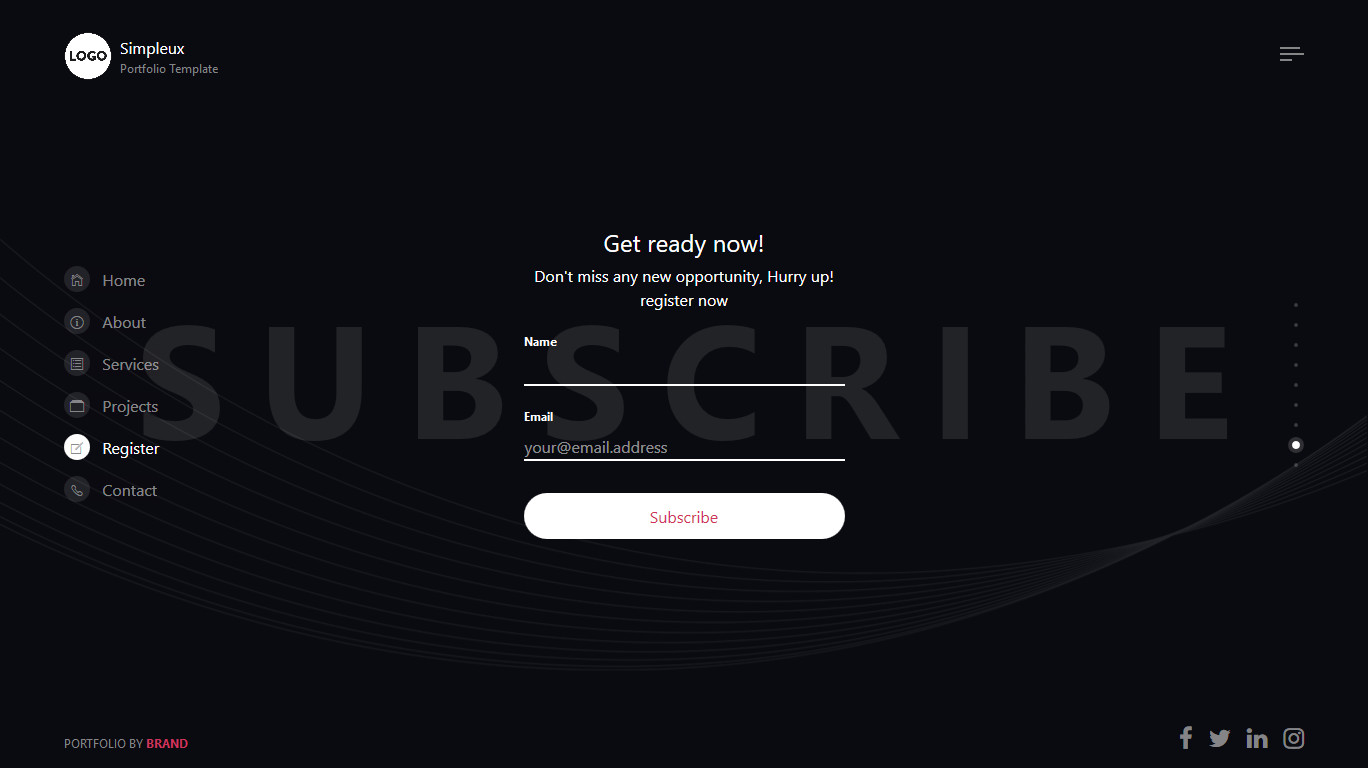 LOGO
Simpleux
Portfolio Template
Home
About
Services
Projects
Register
Contact
SUBSCRIBE
Get ready now!
Don't miss any new opportunity, Hurry up!
register now
Name
Email
your@email.address
Subscribe
PORTFOLIO BY BRAND